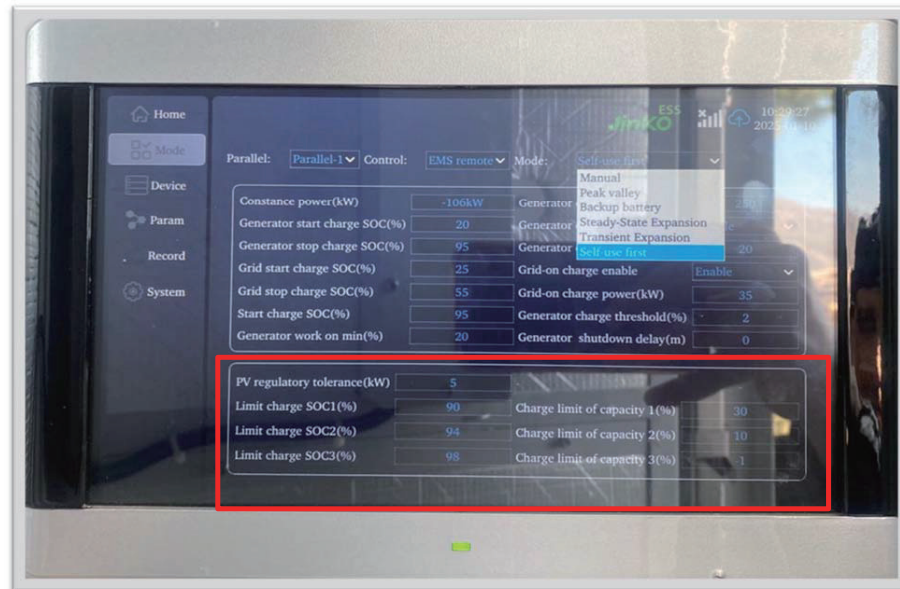 Home
ESS
JinKO
10:29:27
Mode
Parallel: Parallel-1 Control: EMS remote Mode: Self-use first
Manual
Device
Peak valley
Constance power(kW) -106kW Generator
Backup battery
Param
Generator start charge SOC(%) 20 Generator
Steady-State Expansion
Transient Expansion
Generator stop charge SOC(%) 95 Generator 20
Self-use first
Record
Grid start charge SOC(%) 25 Grid-on charge enable Enable
System
Grid stop charge SOC(%) 55 Grid-on charge power(kW) 35
Start charge SOC(%) 95 Generator charge threshold(%) 2
Generator work on min(%) 20 Generator shutdown delay(m) 0
PV regulatory tolerance(kW) 5
Limit charge SOC1(%) 90 Charge limit of capacity 1(%) 30
Limit charge SOC2(%) 94 Charge limit of capacity 2(%) 10
Limit charge SOC3(%) 98 Charge limit of capacity 3(%) -1